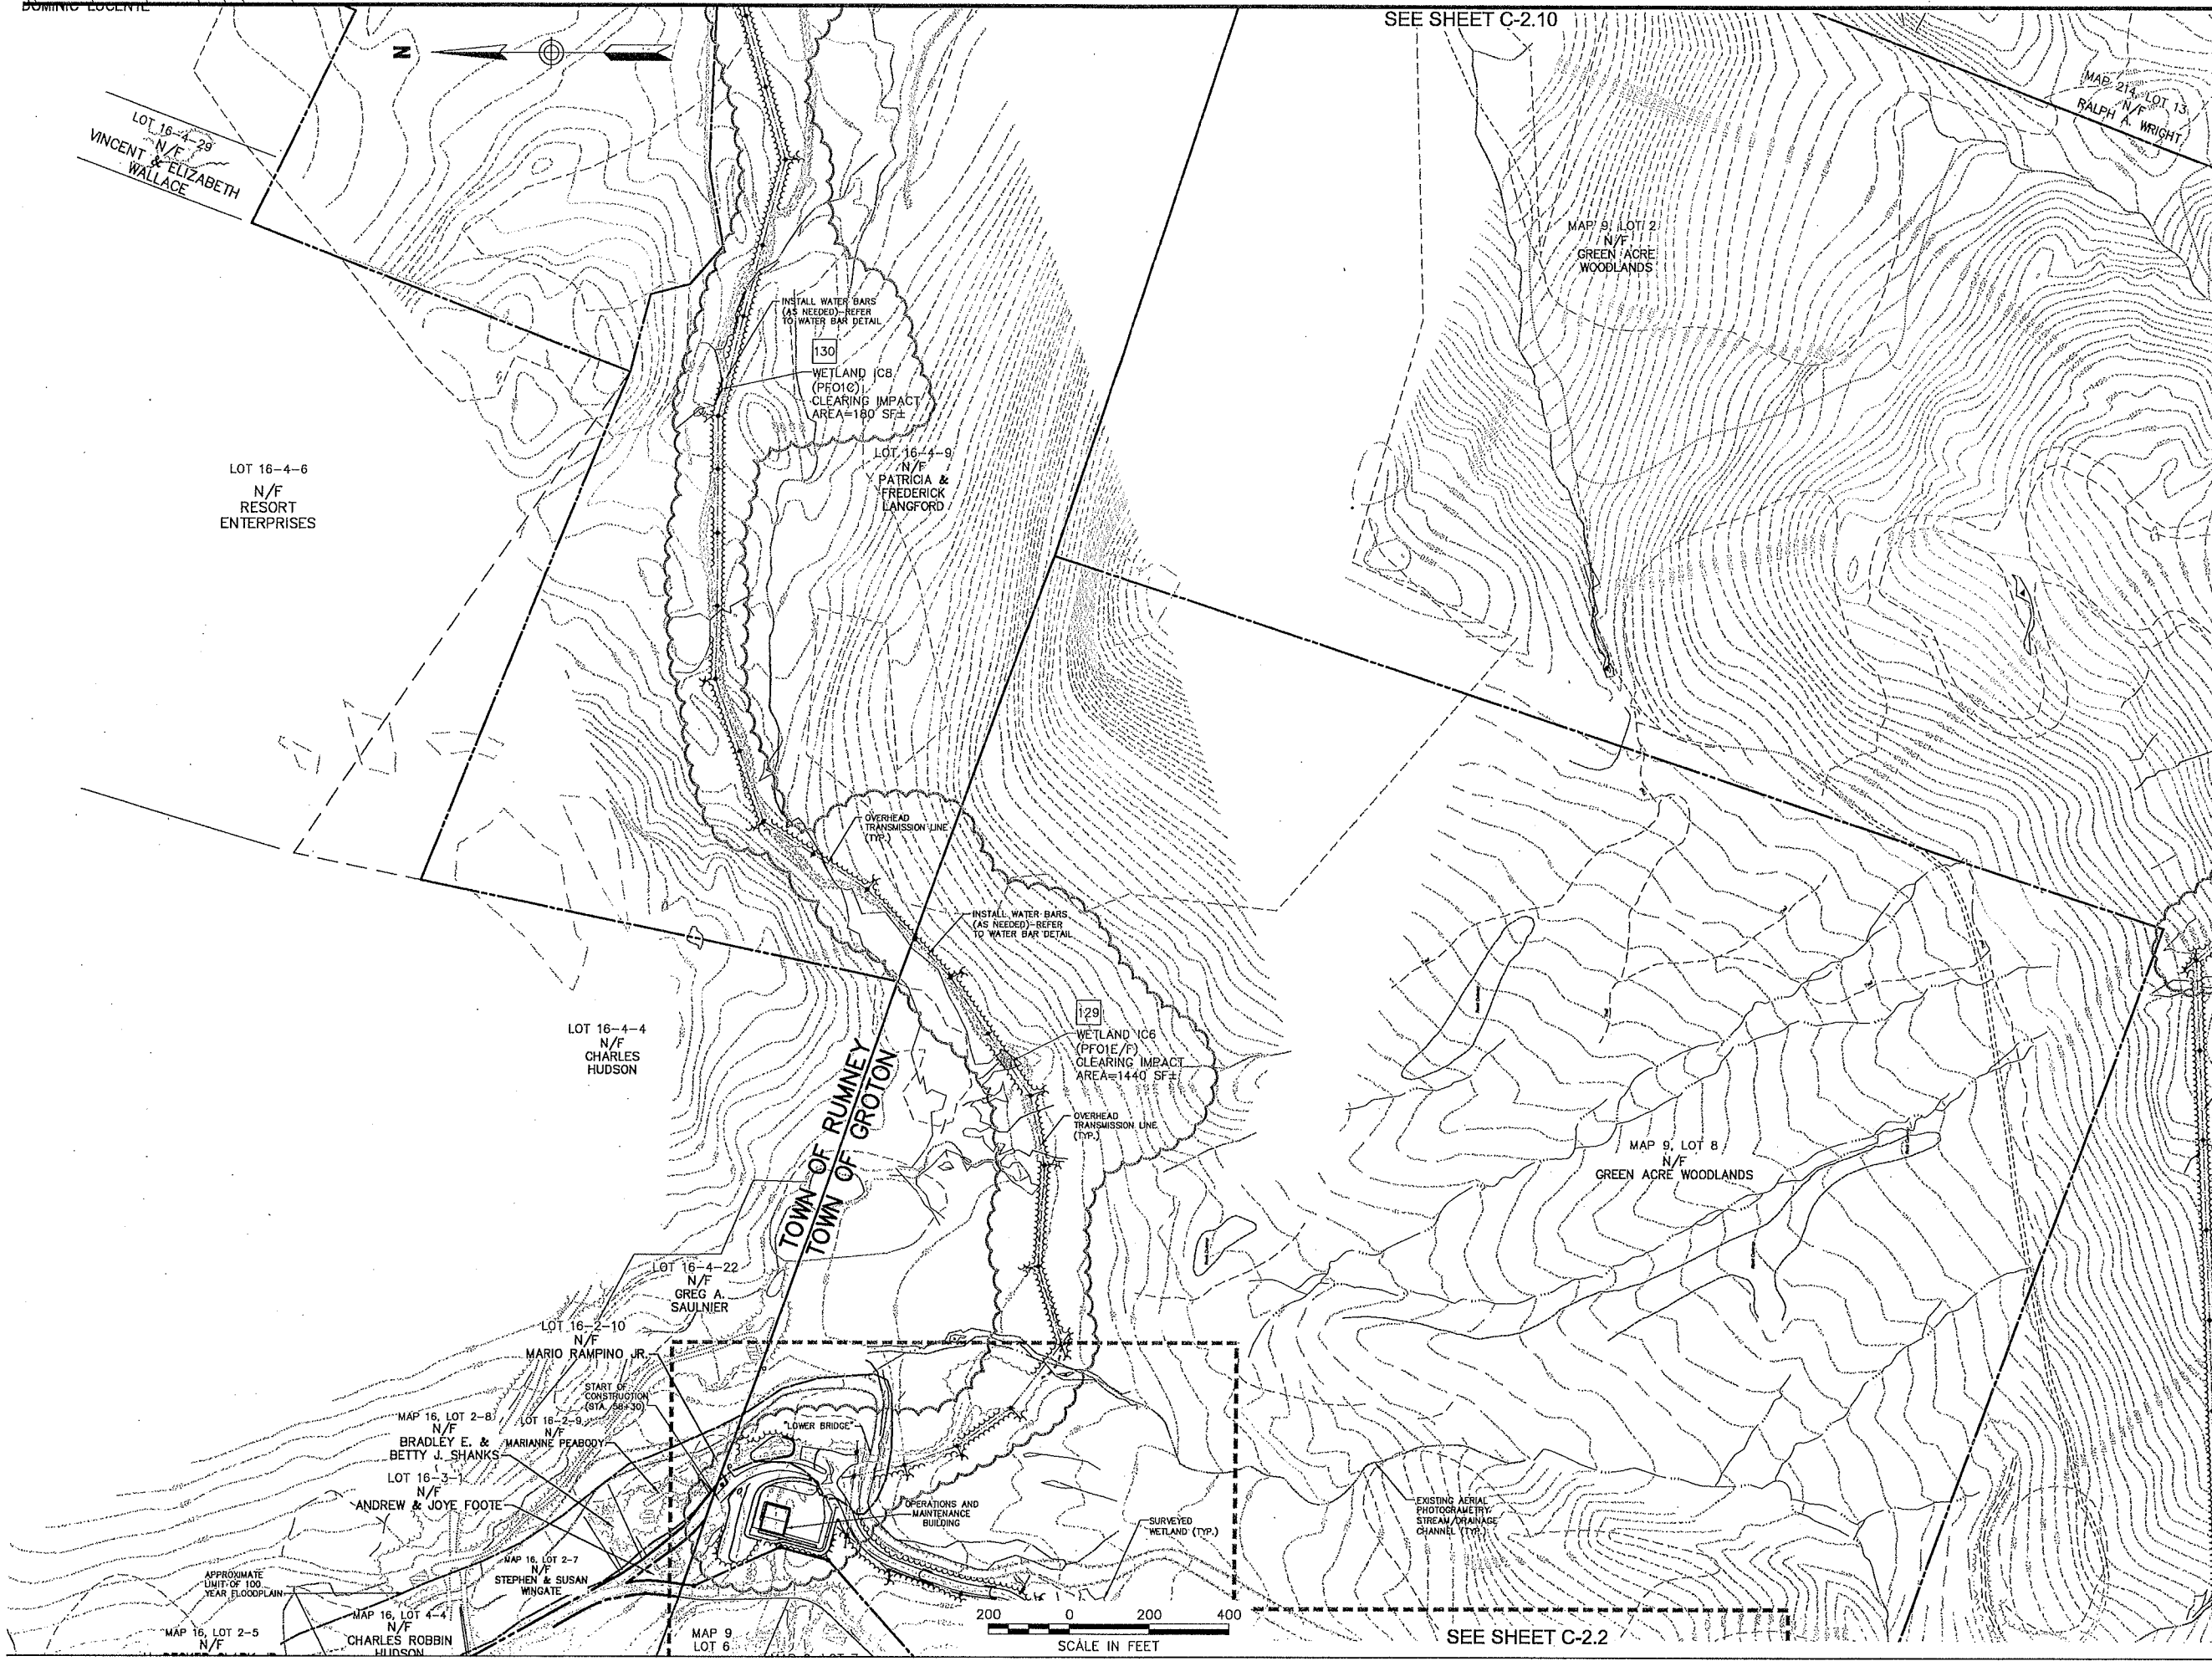 DOMINIC LUCENTE
SEE SHEET C-2.10
N
MAP 214, LOT 13
N/F
RALPH A. WRIGHT
LOT 16-4-29
N/F
VINCENT & ELIZABETH
WALLACE
MAP 9, LOT 2
N/F
GREEN ACRE
WOODLANDS
INSTALL WATER BARS
(AS NEEDED)-REFER
TO WATER BAR DETAIL
130
WETLAND IC8
(PFO1C)
CLEARING IMPACT
AREA=180 SF±
LOT 16-4-9
N/F
PATRICIA &
FREDERICK
LANGFORD
LOT 16-4-6
N/F
RESORT
ENTERPRISES
OVERHEAD
TRANSMISSION LINE
(TYP.)
INSTALL WATER BARS
(AS NEEDED)-REFER
TO WATER BAR DETAIL
129
WETLAND IC6
(PFO1E/F)
CLEARING IMPACT
AREA=1440 SF±
LOT 16-4-4
N/F
CHARLES
HUDSON
TOWN OF RUMNEY
TOWN OF GROTON
OVERHEAD
TRANSMISSION LINE
(TYP.)
MAP 9, LOT 8
N/F
GREEN ACRE WOODLANDS
LOT 16-4-22
N/F
GREG A.
SAULNIER
LOT 16-2-10
N/F
MARIO RAMPINO JR.
START OF
CONSTRUCTION
(STA. 58+30)
MAP 16, LOT 2-8
N/F
BRADLEY E. &
BETTY J. SHANKS
LOT 16-2-9
N/F
MARIANNE PEABODY
"LOWER BRIDGE"
LOT 16-3-1
N/F
ANDREW & JOYE FOOTE
OPERATIONS AND
MAINTENANCE
BUILDING
SURVEYED
WETLAND (TYP.)
EXISTING AERIAL
PHOTOGRAMETRY
STREAM/DRAINAGE
CHANNEL (TYP.)
MAP 16, LOT 2-7
N/F
STEPHEN & SUSAN
WINGATE
APPROXIMATE
LIMIT OF 100
YEAR FLOODPLAIN
MAP 16, LOT 4-4
N/F
CHARLES ROBBIN
HUDSON
MAP 16, LOT 2-5
N/F
MAP 9
LOT 6
200 0 200 400
SCALE IN FEET
SEE SHEET C-2.2